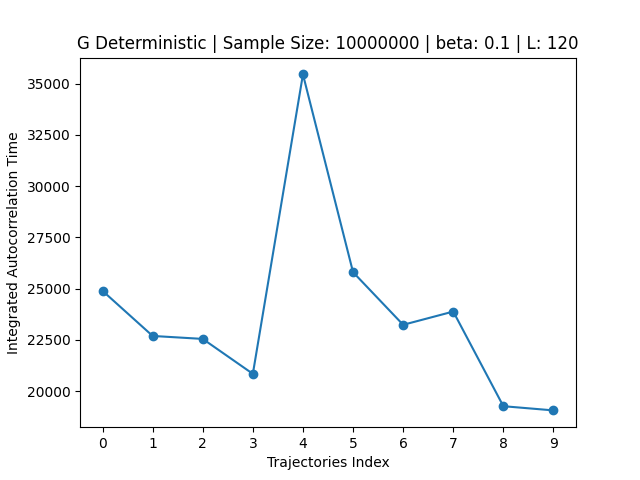 G Deterministic | Sample Size: 10000000 | beta: 0.1 | L: 120
Integrated Autocorrelation Time
35000
32500
30000
27500
25000
22500
20000
0 1 2 3 4 5 6 7 8 9
Trajectories Index